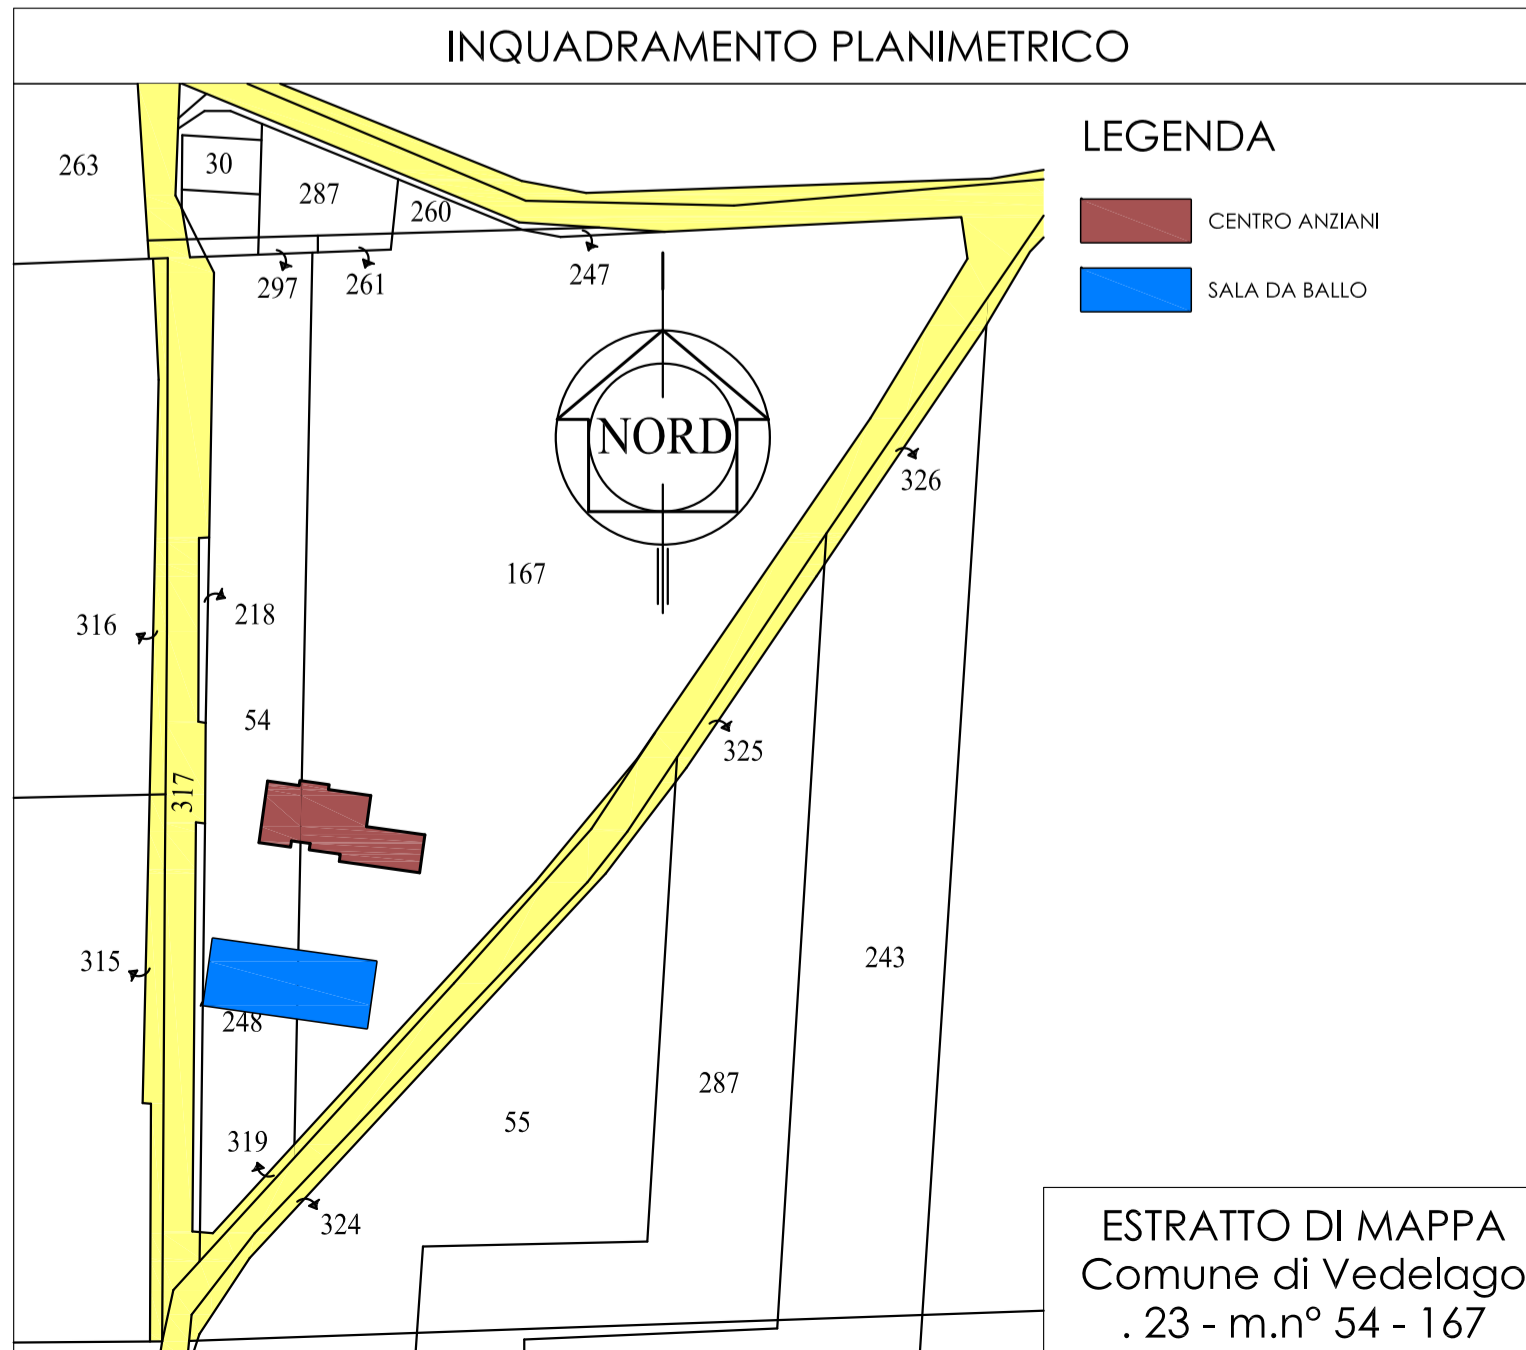 INQUADRAMENTO PLANIMETRICO
LEGENDA
CENTRO ANZIANI
SALA DA BALLO
263
30
287
260
297
261
247
NORD
326
167
316
218
54
325
317
315
243
248
287
55
319
324
ESTRATTO DI MAPPA
Comune di Vedelago
. 23 - m.n° 54 - 167